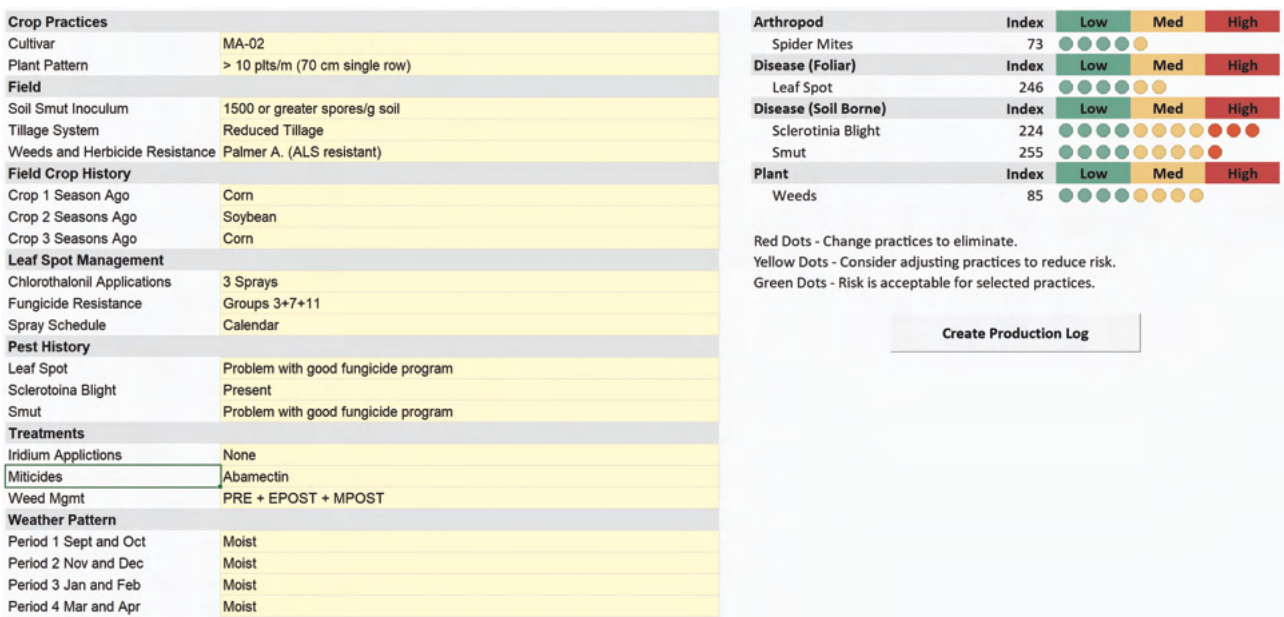 Crop Practices
Cultivar MA-02
Plant Pattern > 10 plts/m (70 cm single row)
Field
Soil Smut Inoculum 1500 or greater spores/g soil
Tillage System Reduced Tillage
Weeds and Herbicide Resistance Palmer A. (ALS resistant)
Field Crop History
Crop 1 Season Ago Corn
Crop 2 Seasons Ago Soybean
Crop 3 Seasons Ago Corn
Leaf Spot Management
Chlorothalonil Applications 3 Sprays
Fungicide Resistance Groups 3+7+11
Spray Schedule Calendar
Pest History
Leaf Spot Problem with good fungicide program
Sclerotoina Blight Present
Smut Problem with good fungicide program
Treatments
Iridium Applictions None
Miticides Abamectin
Weed Mgmt PRE + EPOST + MPOST
Weather Pattern
Period 1 Sept and Oct Moist
Period 2 Nov and Dec Moist
Period 3 Jan and Feb Moist
Period 4 Mar and Apr Moist
Arthropod Index Low Med High
Spider Mites 73
Disease (Foliar) Index Low Med High
Leaf Spot 246
Disease (Soil Borne) Index Low Med High
Sclerotinia Blight 224
Smut 255
Plant Index Low Med High
Weeds 85
Red Dots - Change practices to eliminate.
Yellow Dots - Consider adjusting practices to reduce risk.
Green Dots - Risk is acceptable for selected practices.
Create Production Log